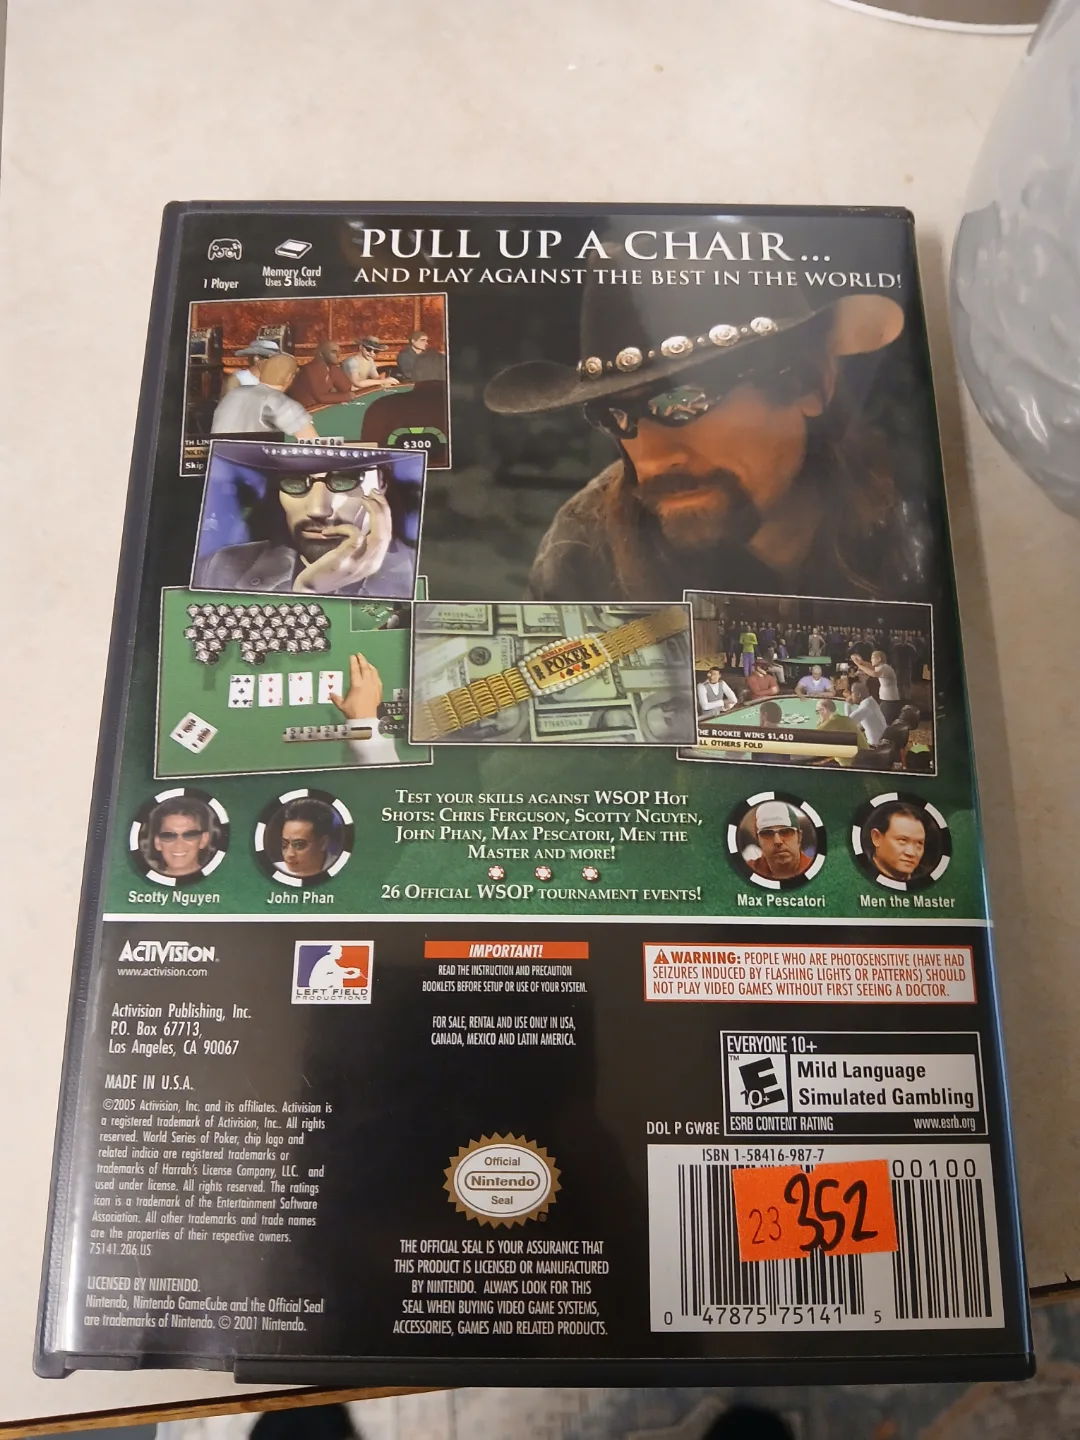 PULL UP A CHAIR...
AND PLAY AGAINST THE BEST IN THE WORLD!
1 Player
Memory Card
Uses 5 Blocks
TH LIN
$300
Skip
POKER
THE ROOKIE WINS $1,410
ALL OTHERS FOLD
TEST YOUR SKILLS AGAINST WSOP HOT
SHOTS: CHRIS FERGUSON, SCOTTY NGUYEN,
JOHN PHAN, MAX PESCATORI, MEN THE
MASTER AND MORE!
26 OFFICIAL WSOP TOURNAMENT EVENTS!
Scotty Nguyen
John Phan
Max Pescatori
Men the Master
ACTIVISION.
www.activision.com
LEFT FIELD
PRODUCTIONS
Activision Publishing, Inc.
P.O. Box 67713,
Los Angeles, CA 90067
MADE IN U.S.A.
©2005 Activision, Inc. and its affiliates. Activision is
a registered trademark of Activision, Inc.. All rights
reserved. World Series of Poker, chip logo and
related indicia are registered trademarks or
trademarks of Harrah's License Company, LLC. and
used under license. All rights reserved. The ratings
icon is a trademark of the Entertainment Software
Association. All other trademarks and trade names
are the properties of their respective owners.
75141.206.US
LICENSED BY NINTENDO.
Nintendo, Nintendo GameCube and the Official Seal
are trademarks of Nintendo. © 2001 Nintendo.
IMPORTANT!
READ THE INSTRUCTION AND PRECAUTION
BOOKLETS BEFORE SETUP OR USE OF YOUR SYSTEM.
FOR SALE, RENTAL AND USE ONLY IN USA,
CANADA, MEXICO AND LATIN AMERICA.
Official
Nintendo
Seal
THE OFFICIAL SEAL IS YOUR ASSURANCE THAT
THIS PRODUCT IS LICENSED OR MANUFACTURED
BY NINTENDO. ALWAYS LOOK FOR THIS
SEAL WHEN BUYING VIDEO GAME SYSTEMS,
ACCESSORIES, GAMES AND RELATED PRODUCTS.
WARNING: PEOPLE WHO ARE PHOTOSENSITIVE (HAVE HAD
SEIZURES INDUCED BY FLASHING LIGHTS OR PATTERNS) SHOULD
NOT PLAY VIDEO GAMES WITHOUT FIRST SEEING A DOCTOR.
EVERYONE 10+
E
10+
Mild Language
Simulated Gambling
ESRB CONTENT RATING www.esrb.org
DOL P GW8E
ISBN 1-58416-987-7
00100
23 352
0 47875 75141 5